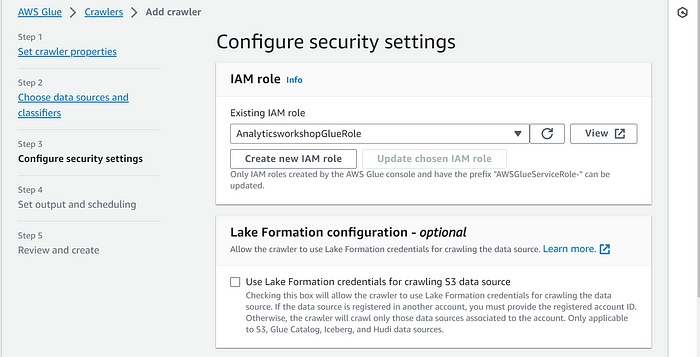 AWS Glue > Crawlers > Add crawler
Step 1
Set crawler properties
Step 2
Choose data sources and
classifiers
Step 3
Configure security settings
Step 4
Set output and scheduling
Step 5
Review and create
Configure security settings
IAM role Info
Existing IAM role
AnalyticsworkshopGlueRole
View
Create new IAM role
Update chosen IAM role
Only IAM roles created by the AWS Glue console and have the prefix "AWSGlueServiceRole-" can be
updated.
Lake Formation configuration - optional
Allow the crawler to use Lake Formation credentials for crawling the data source. Learn more.
Use Lake Formation credentials for crawling S3 data source
Checking this box will allow the crawler to use Lake Formation credentials for crawling the data
source. If the data source is registered in another account, you must provide the registered account ID.
Otherwise, the crawler will crawl only those data sources associated to the account. Only applicable
to S3, Glue Catalog, Iceberg, and Hudi data sources.